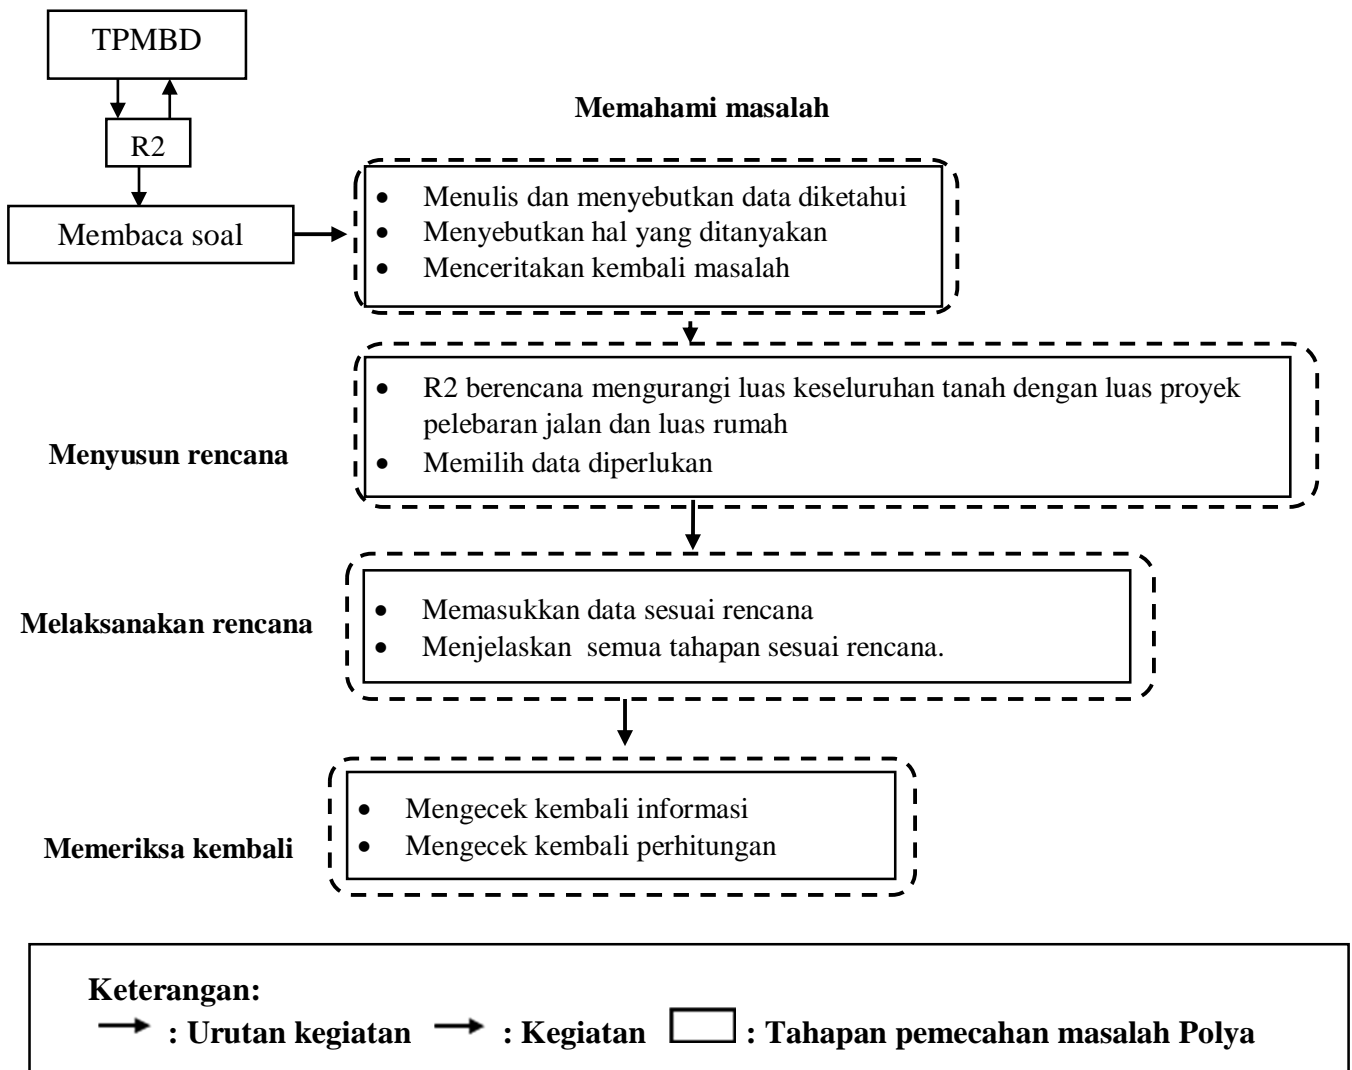 TPMBD
R2
Membaca soal
Memahami masalah
• Menulis dan menyebutkan data diketahui
• Menyebutkan hal yang ditanyakan
• Menceritakan kembali masalah
Menyusun rencana
• R2 berencana mengurangi luas keseluruhan tanah dengan luas proyek
pelebaran jalan dan luas rumah
• Memilih data diperlukan
Melaksanakan rencana
• Memasukkan data sesuai rencana
• Menjelaskan semua tahapan sesuai rencana.
Memeriksa kembali
• Mengecek kembali informasi
• Mengecek kembali perhitungan
Keterangan:
: Urutan kegiatan : Kegiatan : Tahapan pemecahan masalah Polya